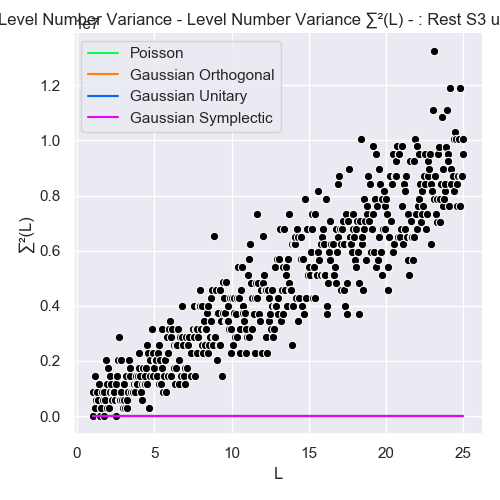 Level Number Variance - Level Number Variance ∑²(L) - : Rest S3 u
1e7
Poisson
Gaussian Orthogonal
Gaussian Unitary
Gaussian Symplectic
∑²(L)
1.2
1.0
0.8
0.6
0.4
0.2
0.0
0 5 10 15 20 25
L